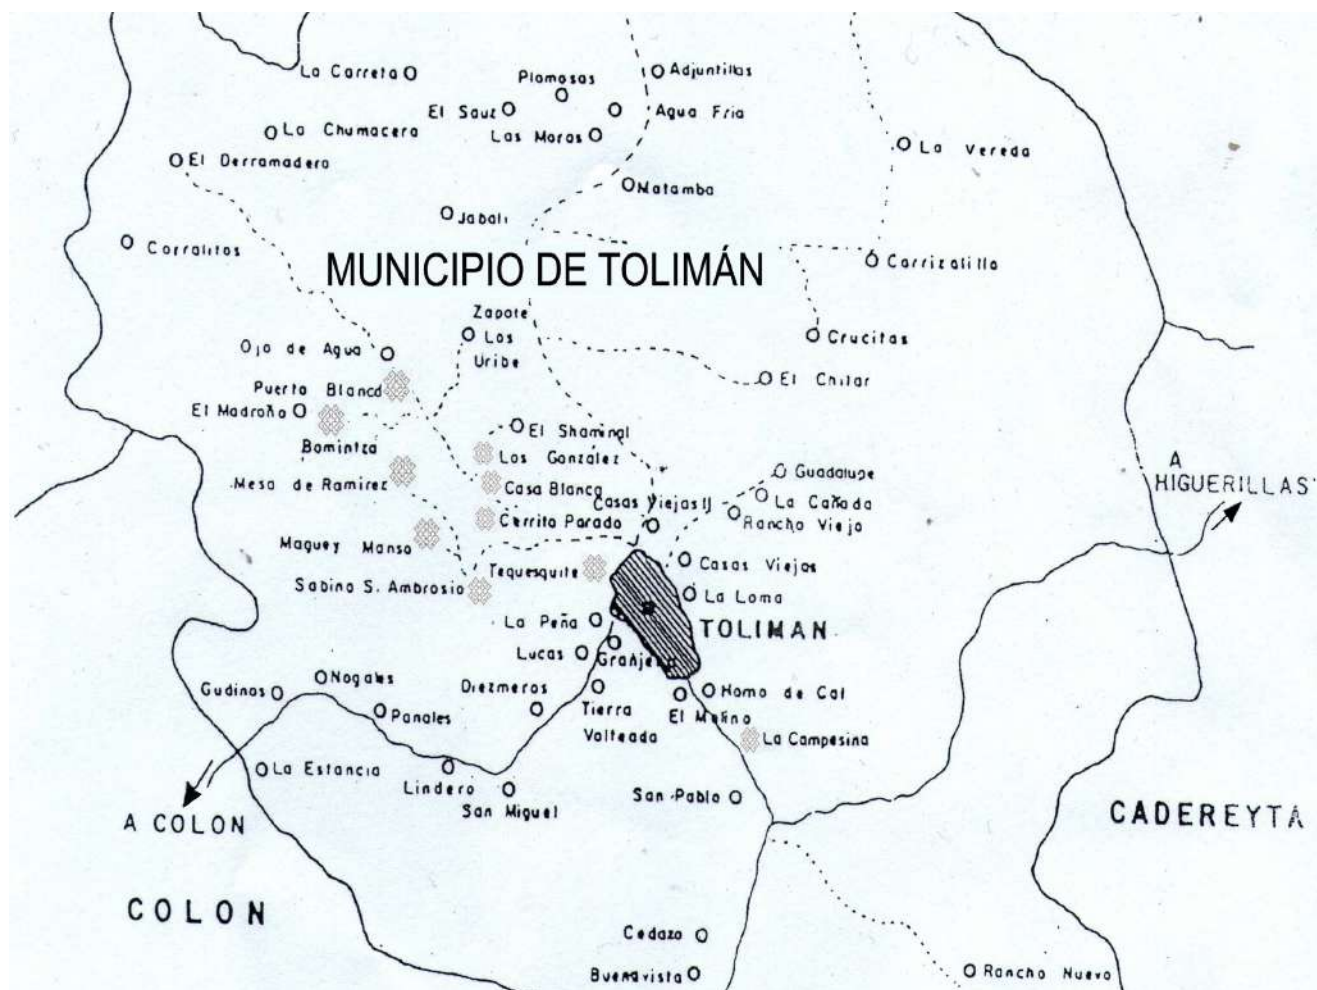 La Carreta
Plomosas
Adjuntillas
El Sauz
Agua Fria
La Chumacera
Las Moras
El Derramadero
La Vereda
Matamba
Jabali
Corralitos
MUNICIPIO DE TOLIMÁN
Carrizalillo
Zapote
Los
Uribe
Crucitas
Ojo de Agua
Puerto Blanco
El Chilar
El Madroño
El Shaminal
Bomintza
Los Gonzalez
Guadalupe
A
HIGUERILLAS
Mesa de Ramirez
Casa Blanca
Casas Viejas II
La Cañada
Cerrito Parado
Rancho Viejo
Maguey Manso
Tequesquite
Casas Viejas
Sabino S. Ambrosio
La Loma
La Peña
TOLIMAN
Lucas
Granjeno
Nogales
Gudinos
Diezmeros
Homo de Cal
Panales
Tierra
Volteada
El Molino
La Campesina
La Estancia
Lindero
San Miguel
San Pablo
A COLON
CADEREYTA
COLON
Cedazo
Buenavista
Rancho Nuevo